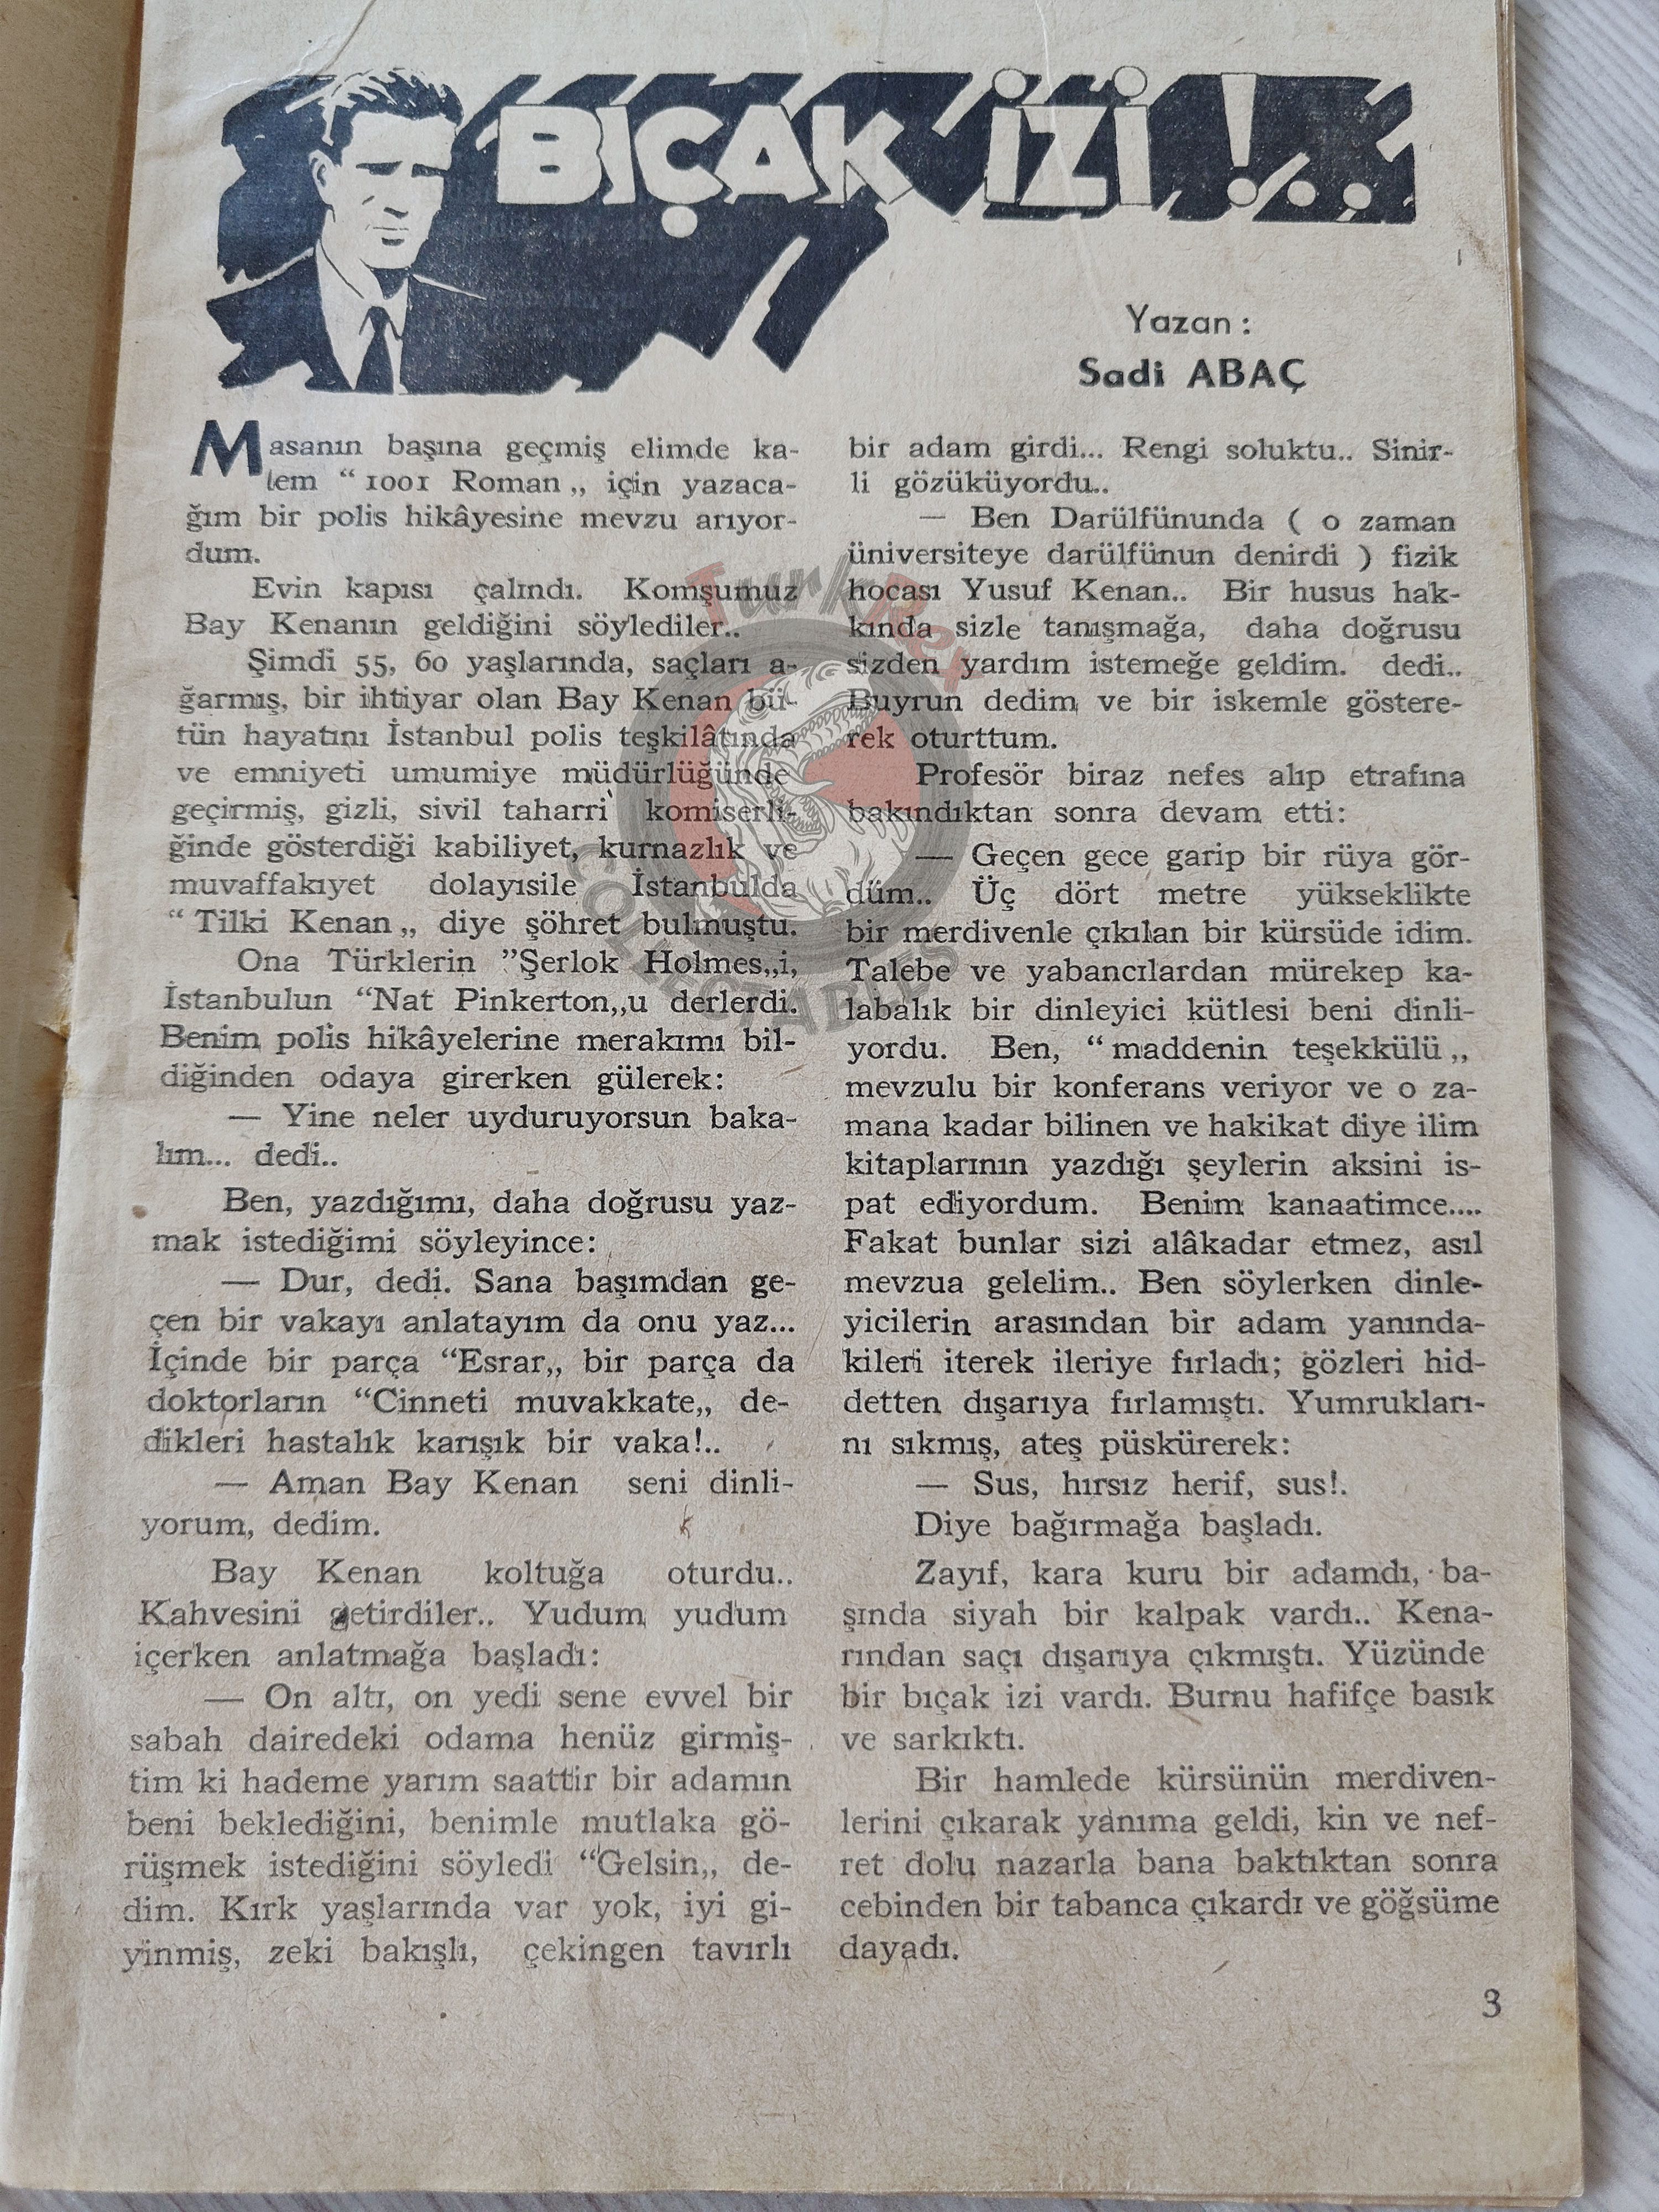 BIÇAK İZİ !...
Yazan :
Sadi ABAÇ
Masanın başına geçmiş elimde ka-
lem “ 1001 Roman „ için yazaca-
ğım bir polis hikâyesine mevzu arıyor-
dum.
Evin kapısı çalındı. Komşumuz
Bay Kenanın geldiğini söylediler..
Şimdi 55, 60 yaşlarında, saçları a-
ğarmış, bir ihtiyar olan Bay Kenan bü-
tün hayatını İstanbul polis teşkilâtında
ve emniyeti umumiye müdürlüğünde
geçirmiş, gizli, sivil taharri komiserli-
ğinde gösterdiği kabiliyet, kurnazlık ve
muvaffakıyet dolayısile İstanbulda
“ Tilki Kenan „ diye şöhret bulmuştu.
Ona Türklerin ”Şerlok Holmes„i,
İstanbulun “Nat Pinkerton„u derlerdi.
Benim polis hikâyelerine merakımı bil-
diğinden odaya girerken gülerek:
— Yine neler uyduruyorsun baka-
lım... dedi..
Ben, yazdığımı, daha doğrusu yaz-
mak istediğimi söyleyince:
— Dur, dedi. Sana başımdan ge-
çen bir vakayı anlatayım da onu yaz...
İçinde bir parça “Esrar„ bir parça da
doktorların “Cinneti muvakkate„ de-
dikleri hastalık karışık bir vaka!..
— Aman Bay Kenan seni dinli-
yorum, dedim.
Bay Kenan koltuğa oturdu..
Kahvesini getirdiler.. Yudum yudum
içerken anlatmağa başladı:
— On altı, on yedi sene evvel bir
sabah dairedeki odama henüz girmiş-
tim ki hademe yarım saattir bir adamın
beni beklediğini, benimle mutlaka gö-
rüşmek istediğini söyledi “Gelsin„ de-
dim. Kırk yaşlarında var yok, iyi gi-
yinmiş, zeki bakışlı, çekingen tavırlı
bir adam girdi... Rengi soluktu.. Sinir-
li gözüküyordu..
— Ben Darülfünunda ( o zaman
üniversiteye darülfünun denirdi ) fizik
hocası Yusuf Kenan.. Bir husus hak-
kında sizle tanışmağa, daha doğrusu
sizden yardım istemeğe geldim. dedi..
Buyrun dedim ve bir iskemle göstere-
rek oturttum.
Profesör biraz nefes alıp etrafına
bakındıktan sonra devam etti:
— Geçen gece garip bir rüya gör-
düm.. Üç dört metre yükseklikte
bir merdivenle çıkılan bir kürsüde idim.
Talebe ve yabancılardan mürekep ka-
labalık bir dinleyici kütlesi beni dinli-
yordu. Ben, “ maddenin teşekkülü „
mevzulu bir konferans veriyor ve o za-
mana kadar bilinen ve hakikat diye ilim
kitaplarının yazdığı şeylerin aksini is-
pat ediyordum. Benim kanaatimce....
Fakat bunlar sizi alâkadar etmez, asıl
mevzua gelelim.. Ben söylerken dinle-
yicilerin arasından bir adam yanında-
kileri iterek ileriye fırladı; gözleri hid-
detten dışarıya fırlamıştı. Yumrukları-
nı sıkmış, ateş püskürerek:
— Sus, hırsız herif, sus!.
Diye bağırmağa başladı.
Zayıf, kara kuru bir adamdı, ba-
şında siyah bir kalpak vardı.. Kena-
rından saçı dışarıya çıkmıştı. Yüzünde
bir bıçak izi vardı. Burnu hafifçe basık
ve sarkıktı.
Bir hamlede kürsünün merdiven-
lerini çıkarak yanıma geldi, kin ve nef-
ret dolu nazarla bana baktıktan sonra
cebinden bir tabanca çıkardı ve göğsüme
dayadı.
3
TurkRex
COLLECTABLES